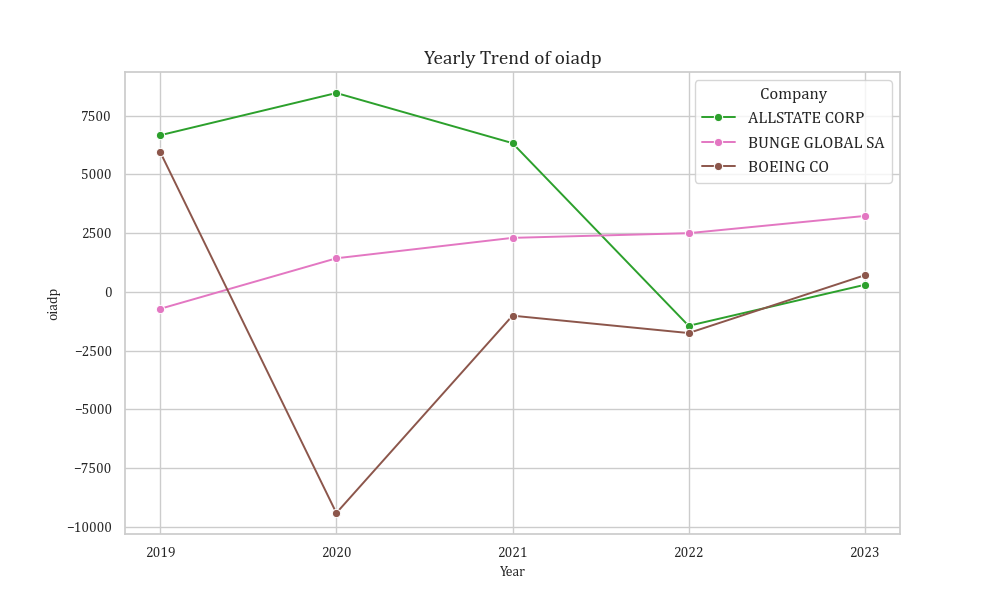 Yearly Trend of oiadp
Company
ALLSTATE CORP
BUNGE GLOBAL SA
BOEING CO
7500
5000
2500
0
−2500
−5000
−7500
−10000
oiadp
2019 2020 2021 2022 2023
Year